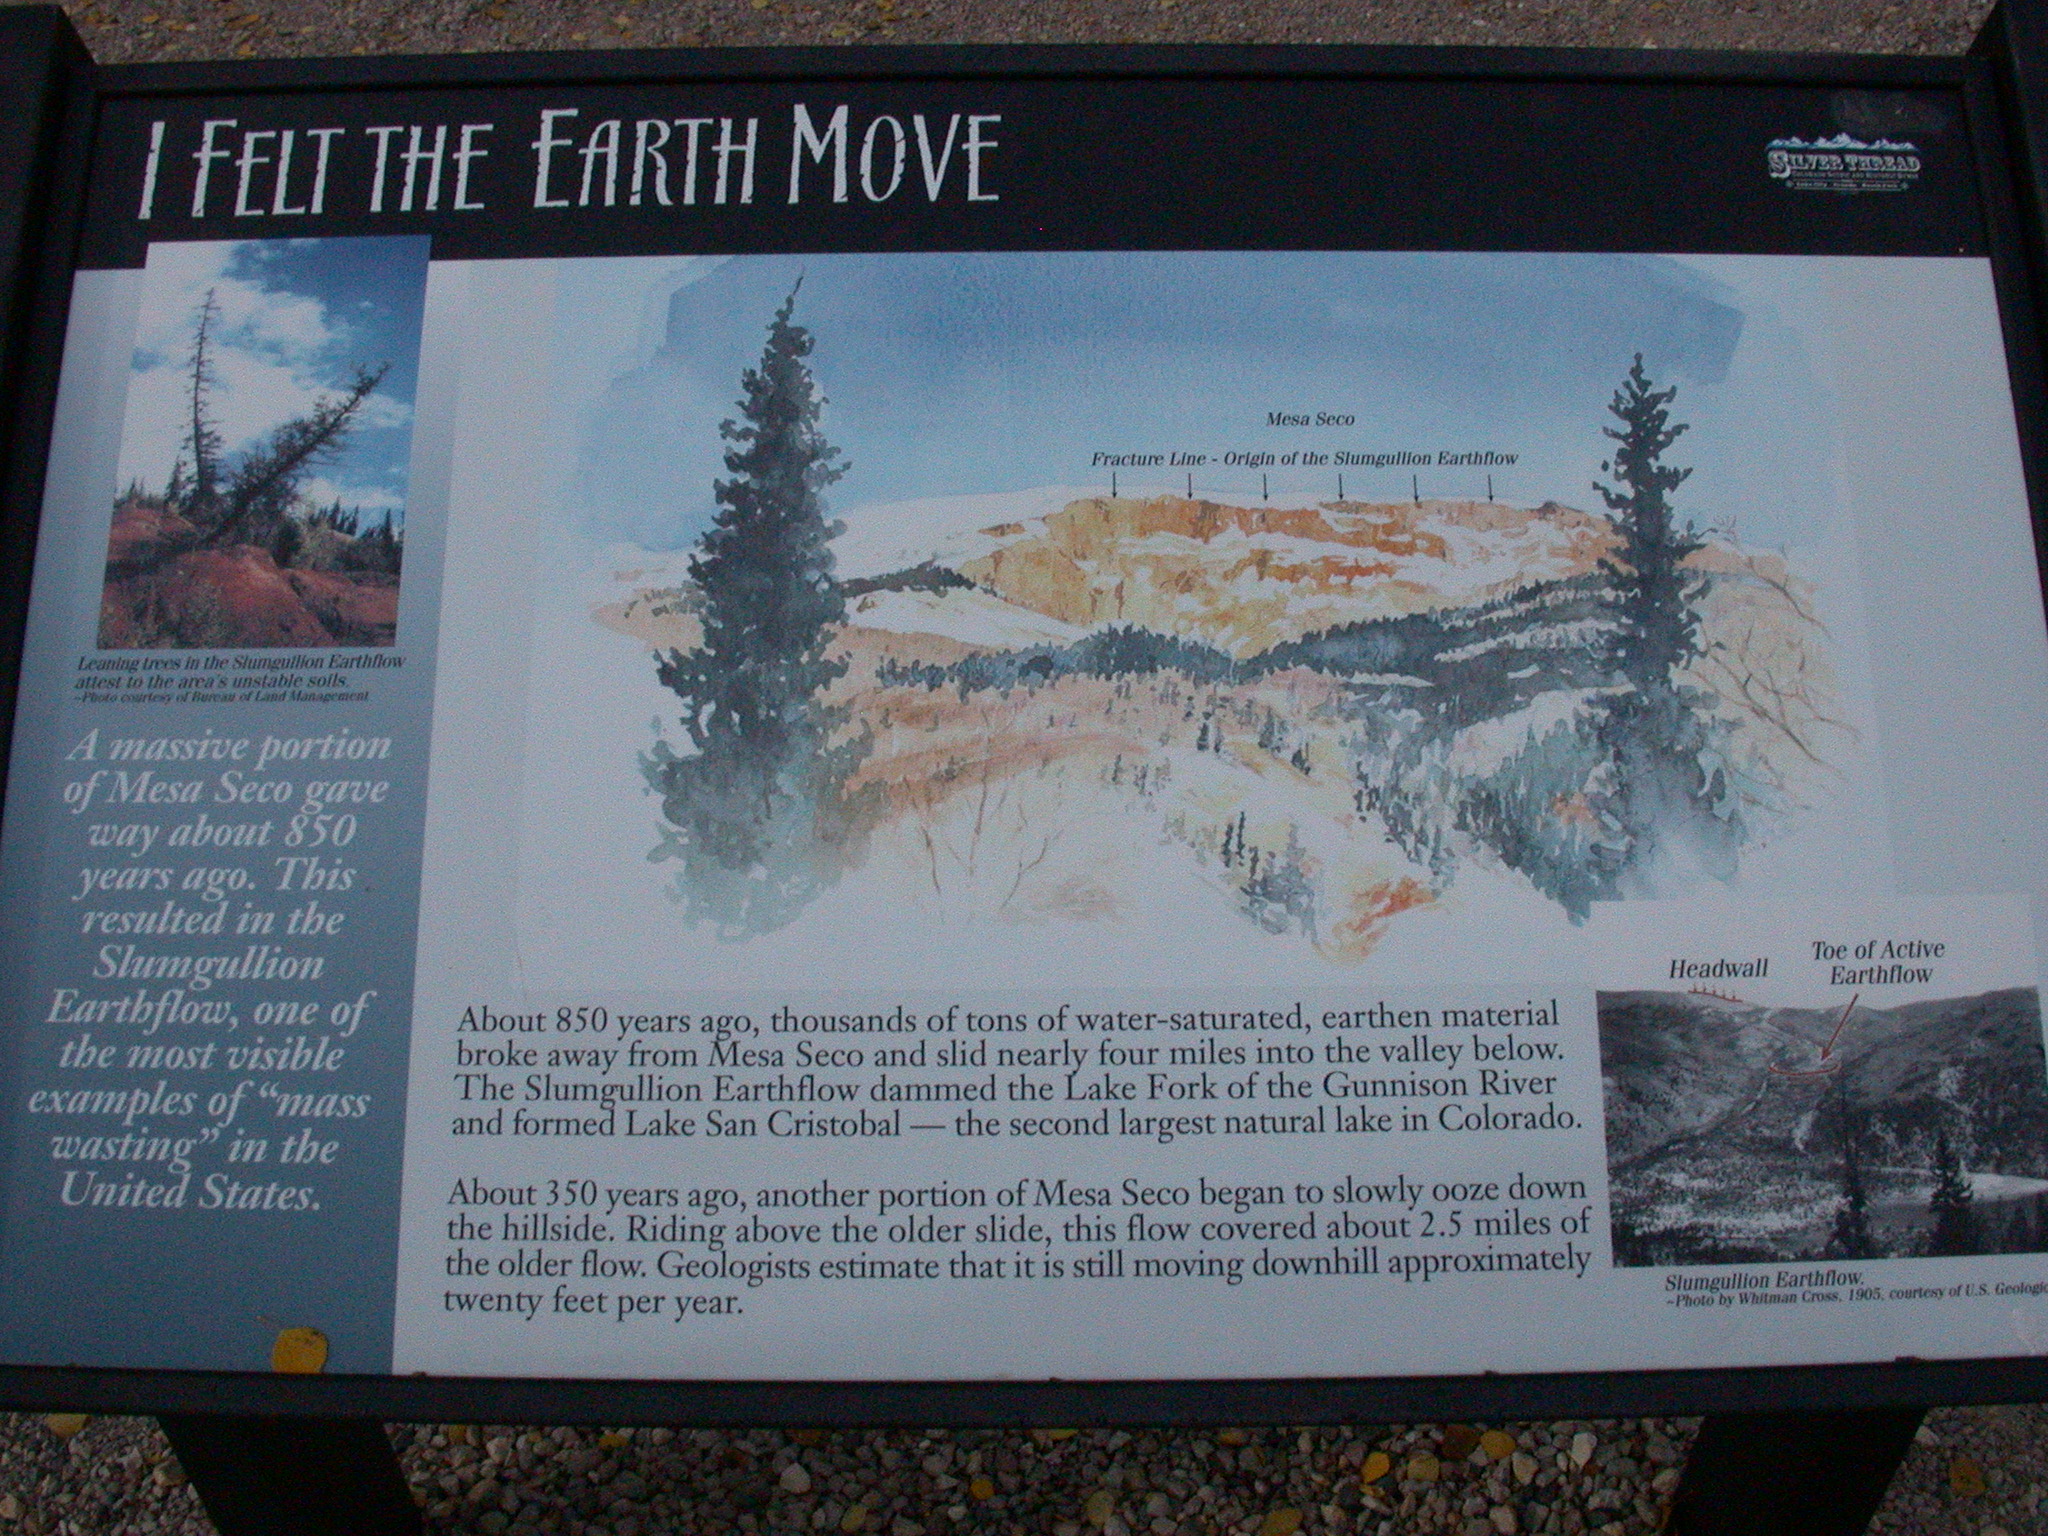 I FELT THE EARTH MOVE
SILVER THREAD
Leaning trees in the Slumgullion Earthflow
attest to the area's unstable soils.
~Photo courtesy of Bureau of Land Management
A massive portion
of Mesa Seco gave
way about 850
years ago. This
resulted in the
Slumgullion
Earthflow, one of
the most visible
examples of “mass
wasting” in the
United States.
Mesa Seco
Fracture Line - Origin of the Slumgullion Earthflow
About 850 years ago, thousands of tons of water-saturated, earthen material
broke away from Mesa Seco and slid nearly four miles into the valley below.
The Slumgullion Earthflow dammed the Lake Fork of the Gunnison River
and formed Lake San Cristobal — the second largest natural lake in Colorado.
About 350 years ago, another portion of Mesa Seco began to slowly ooze down
the hillside. Riding above the older slide, this flow covered about 2.5 miles of
the older flow. Geologists estimate that it is still moving downhill approximately
twenty feet per year.
Headwall
Toe of Active
Earthflow
Slumgullion Earthflow.
~Photo by Whitman Cross, 1905, courtesy of U.S. Geologic